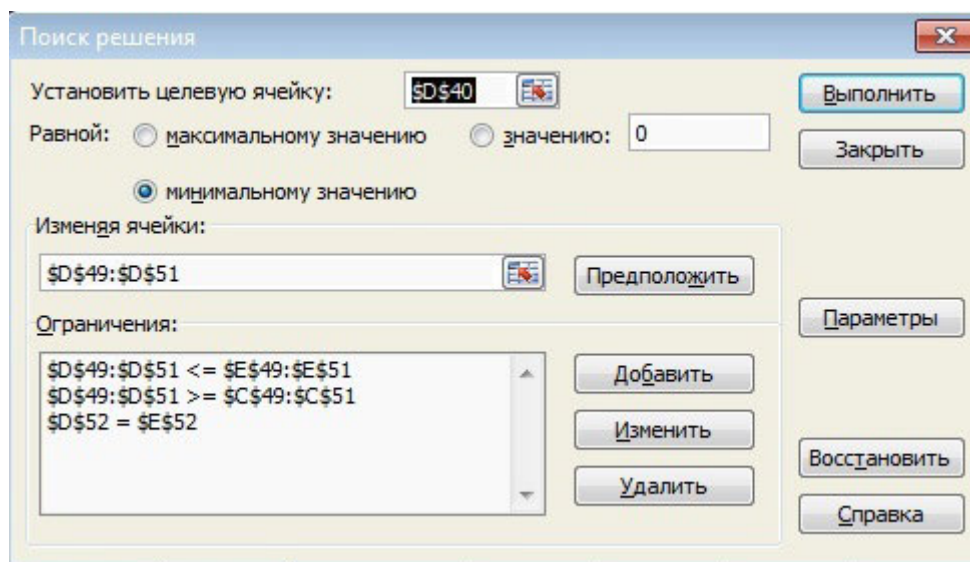 Поиск решения
Установить целевую ячейку: $D$40 Выполнить
Равной: максимальному значению значению: 0 Закрыть
минимальному значению
Изменяя ячейки:
$D$49:$D$51 Предположить
Ограничения: Параметры
$D$49:$D$51 <= $E$49:$E$51 Добавить
$D$49:$D$51 >= $C$49:$C$51
$D$52 = $E$52 Изменить
Восстановить
Удалить
Справка